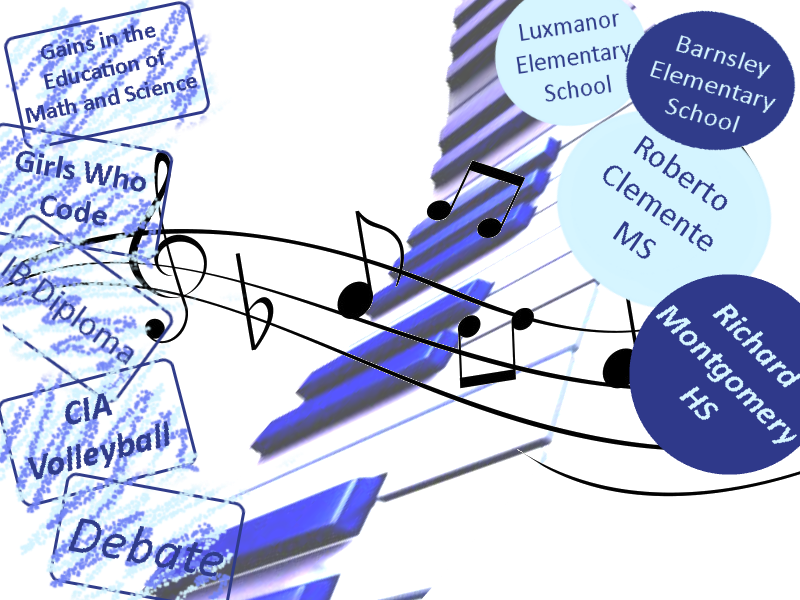 Gains in the
Education of
Math and Science
Girls Who
Code
IB Diploma
CIA
Volleyball
Debate
Luxmanor
Elementary
School
Barnsley
Elementary
School
Roberto
Clemente
MS
Richard
Montgomery
HS